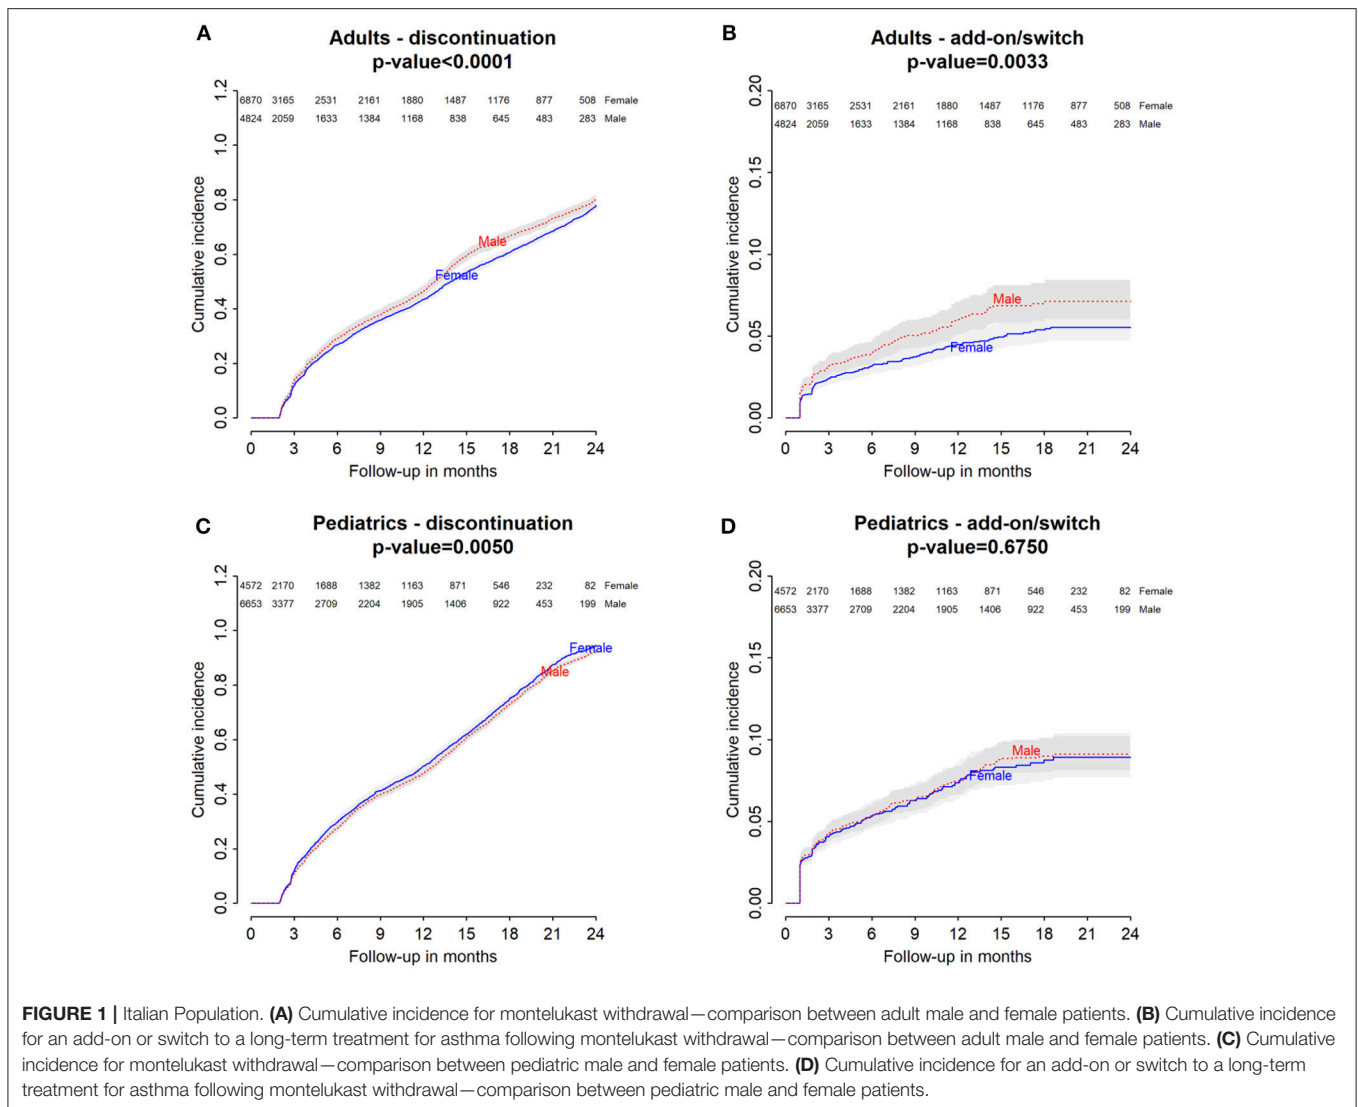 A
Adults - discontinuation
p-value<0.0001
1.2
1.0
0.8
0.6
0.4
0.2
0.0
Cumulative incidence
6870 3165 2531 2161 1880 1487 1176 877 508 Female
4824 2059 1633 1384 1168 838 645 483 283 Male
Male
Female
0 3 6 9 12 15 18 21 24
Follow-up in months
B
Adults - add-on/switch
p-value=0.0033
0.20
0.15
0.10
0.05
0.00
Cumulative incidence
6870 3165 2531 2161 1880 1487 1176 877 508 Female
4824 2059 1633 1384 1168 838 645 483 283 Male
Male
Female
0 3 6 9 12 15 18 21 24
Follow-up in months
C
Pediatrics - discontinuation
p-value=0.0050
1.2
1.0
0.8
0.6
0.4
0.2
0.0
Cumulative incidence
4572 2170 1688 1382 1163 871 546 232 82 Female
6653 3377 2709 2204 1905 1406 922 453 199 Male
Female
Male
0 3 6 9 12 15 18 21 24
Follow-up in months
D
Pediatrics - add-on/switch
p-value=0.6750
0.20
0.15
0.10
0.05
0.00
Cumulative incidence
4572 2170 1688 1382 1163 871 546 232 82 Female
6653 3377 2709 2204 1905 1406 922 453 199 Male
Male
Female
0 3 6 9 12 15 18 21 24
Follow-up in months
FIGURE 1 | Italian Population. (A) Cumulative incidence for montelukast withdrawal—comparison between adult male and female patients. (B) Cumulative incidence
for an add-on or switch to a long-term treatment for asthma following montelukast withdrawal—comparison between adult male and female patients. (C) Cumulative
incidence for montelukast withdrawal—comparison between pediatric male and female patients. (D) Cumulative incidence for an add-on or switch to a long-term
treatment for asthma following montelukast withdrawal—comparison between pediatric male and female patients.